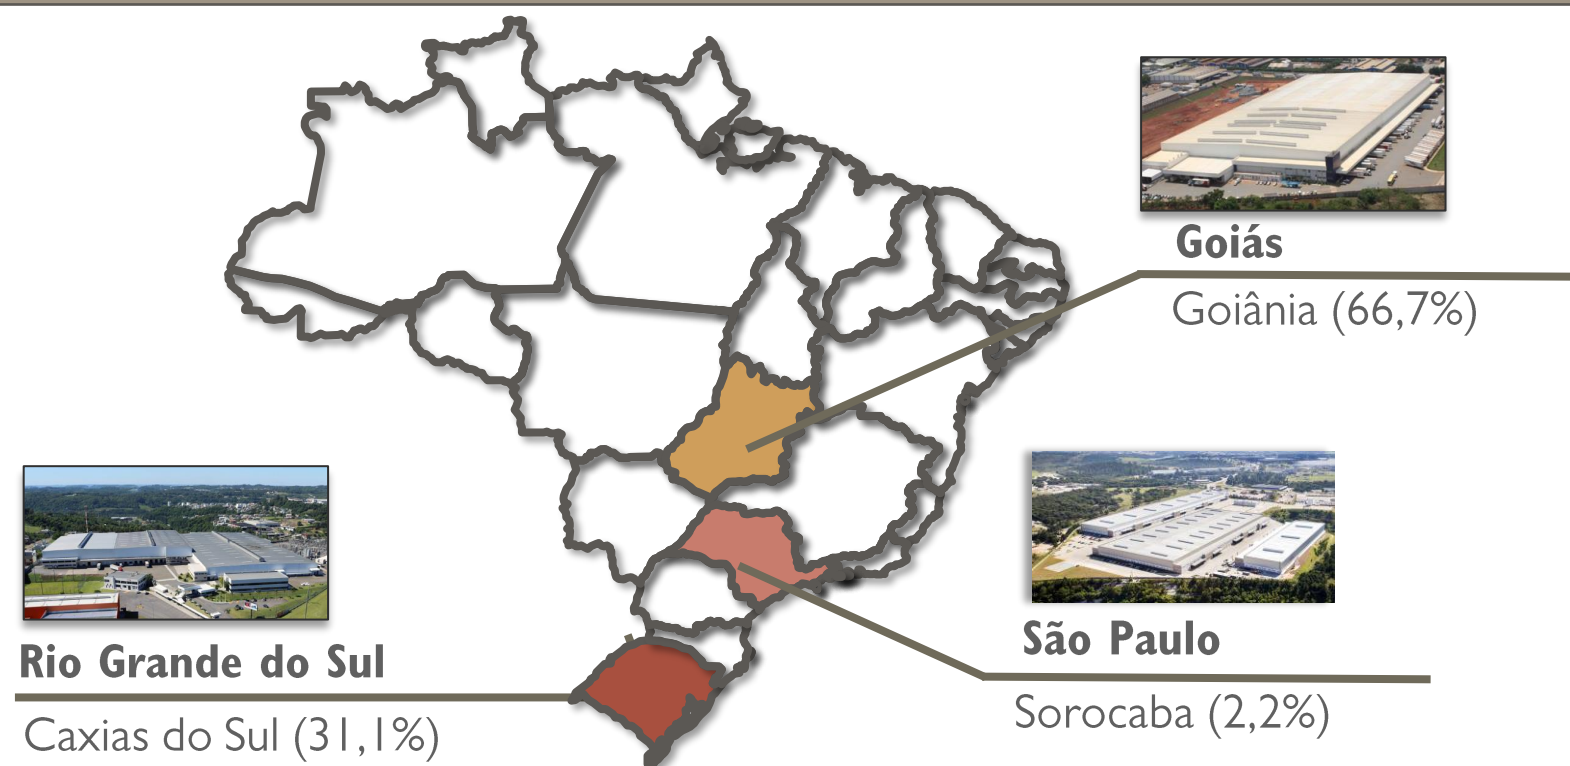 Goiás
Goiânia (66,7%)
São Paulo
Sorocaba (2,2%)
Rio Grande do Sul
Caxias do Sul (31,1%)